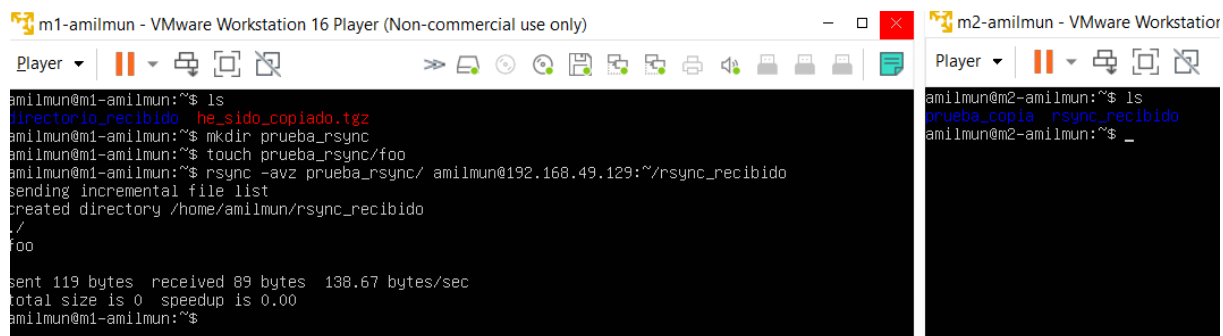 m1-amilmun - VMware Workstation 16 Player (Non-commercial use only)
Player
amilmun@m1-amilmun:~$ ls
directorio_recibido he_sido_copiado.tgz
amilmun@m1-amilmun:~$ mkdir prueba_rsync
amilmun@m1-amilmun:~$ touch prueba_rsync/foo
amilmun@m1-amilmun:~$ rsync -avz prueba_rsync/ amilmun@192.168.49.129:~/rsync_recibido
sending incremental file list
created directory /home/amilmun/rsync_recibido
./
foo
sent 119 bytes  received 89 bytes  138.67 bytes/sec
total size is 0  speedup is 0.00
amilmun@m1-amilmun:~$
m2-amilmun - VMware Workstation
Player
amilmun@m2-amilmun:~$ ls
prueba_copia rsync_recibido
amilmun@m2-amilmun:~$ _